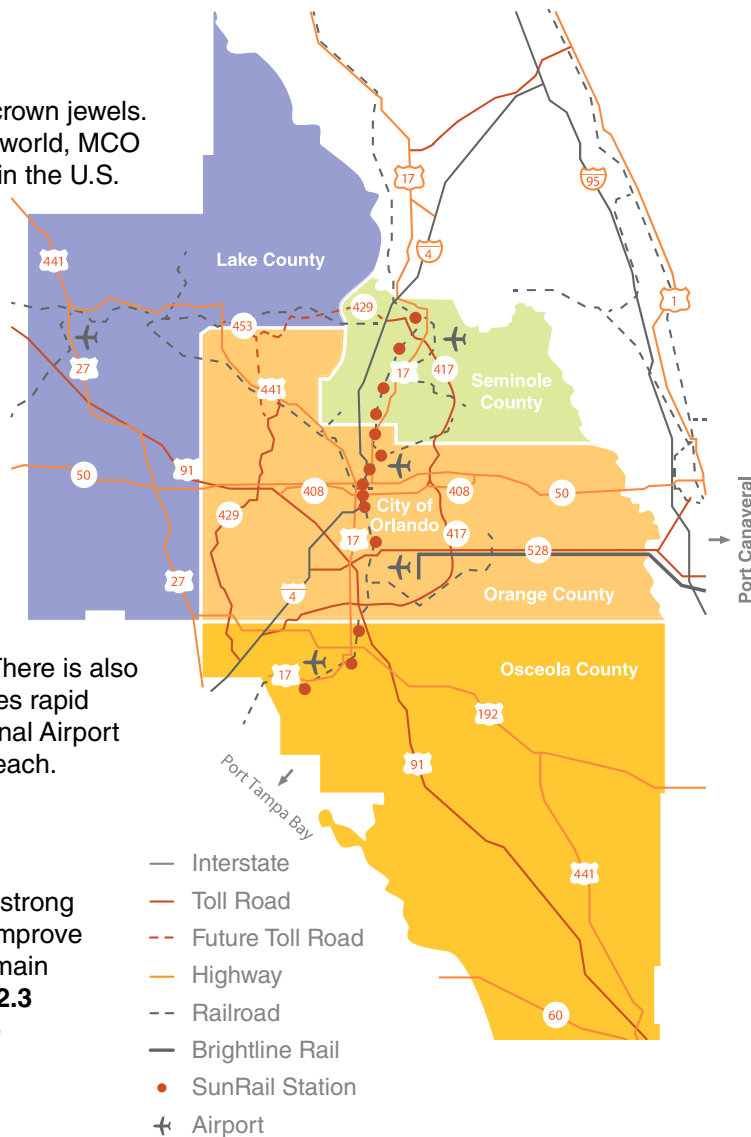 crown jewels.
world, MCO
in the U.S.
17
95
4
441
Lake County
1
429
453
27
17
417
441
Seminole
County
91
50
408
408
50
City of
Orlando
429
417
17
528
Port Canaveral
27
4
Orange County
There is also
es rapid
nal Airport
each.
Osceola County
17
192
91
Port Tampa Bay
441
strong
mprove
main
2.3
60
Interstate
Toll Road
Future Toll Road
Highway
Railroad
Brightline Rail
SunRail Station
Airport